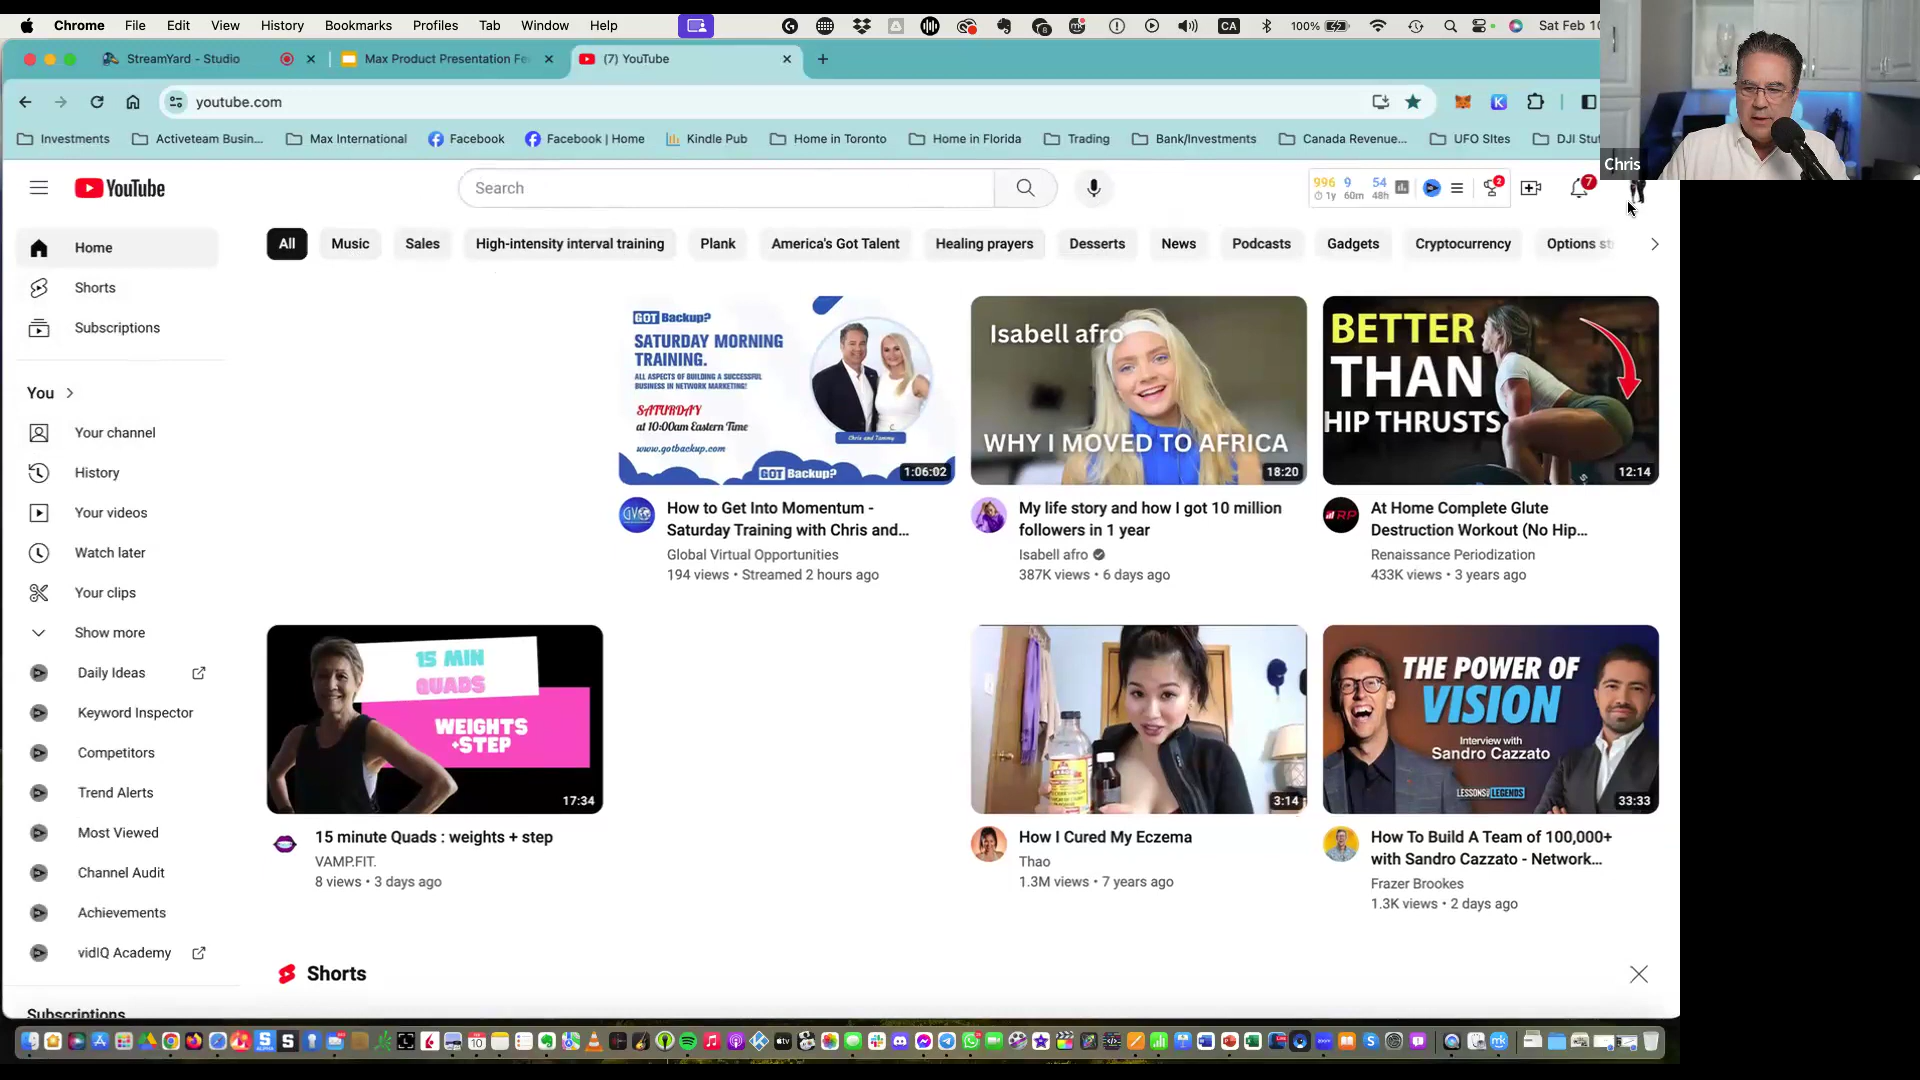 Chrome File Edit View History Bookmarks Profiles Tab Window Help CA 100% Sat Feb 10
StreamYard - Studio Max Product Presentation Fe (7) YouTube
youtube.com
Investments Activeteam Busin... Max International Facebook Facebook | Home Kindle Pub Home in Toronto Home in Florida Trading Bank/Investments Canada Revenue... UFO SItes DJI Stu
Chris
YouTube Search 996 9 54 2 7
1y 60m 48h
All Music Sales High-intensity interval training Plank America's Got Talent Healing prayers Desserts News Podcasts Gadgets Cryptocurrency Options st
Home
Shorts
Subscriptions
You
Your channel
History
Your videos
Watch later
Your clips
Show more
Daily Ideas
Keyword Inspector
Competitors
Trend Alerts
Most Viewed
Channel Audit
Achievements
vidIQ Academy
Subscriptions
GOT Backup?
SATURDAY MORNING
TRAINING.
ALL ASPECTS OF BUILDING A SUCCESSFUL
BUSINESS IN NETWORK MARKETING!
SATURDAY
at 10:00am Eastern Time
www.gotbackup.com
Chris and Tammy
GOT Backup?
1:06:02
How to Get Into Momentum -
Saturday Training with Chris and...
Global Virtual Opportunities
194 views • Streamed 2 hours ago
Isabell afro
WHY I MOVED TO AFRICA
18:20
My life story and how I got 10 million
followers in 1 year
Isabell afro
387K views • 6 days ago
BETTER
THAN
HIP THRUSTS
12:14
RP
At Home Complete Glute
Destruction Workout (No Hip...
Renaissance Periodization
433K views • 3 years ago
15 MIN
QUADS
WEIGHTS
+STEP
17:34
15 minute Quads : weights + step
VAMP.FIT.
8 views • 3 days ago
3:14
How I Cured My Eczema
Thao
1.3M views • 7 years ago
THE POWER OF
VISION
Interview with
Sandro Cazzato
LESSONS LEGENDS
33:33
How To Build A Team of 100,000+
with Sandro Cazzato - Network...
Frazer Brookes
1.3K views • 2 days ago
Shorts